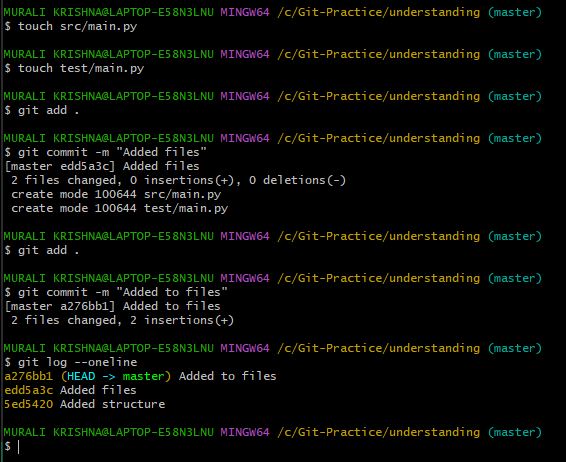 MURALI KRISHNA@LAPTOP-E58N3LNU MINGW64 /c/Git-Practice/understanding (master)
$ touch src/main.py
MURALI KRISHNA@LAPTOP-E58N3LNU MINGW64 /c/Git-Practice/understanding (master)
$ touch test/main.py
MURALI KRISHNA@LAPTOP-E58N3LNU MINGW64 /c/Git-Practice/understanding (master)
$ git add .
MURALI KRISHNA@LAPTOP-E58N3LNU MINGW64 /c/Git-Practice/understanding (master)
$ git commit -m "Added files"
[master edd5a3c] Added files
2 files changed, 0 insertions(+), 0 deletions(-)
create mode 100644 src/main.py
create mode 100644 test/main.py
MURALI KRISHNA@LAPTOP-E58N3LNU MINGW64 /c/Git-Practice/understanding (master)
$ git add .
MURALI KRISHNA@LAPTOP-E58N3LNU MINGW64 /c/Git-Practice/understanding (master)
$ git commit -m "Added to files"
[master a276bb1] Added to files
2 files changed, 2 insertions(+)
MURALI KRISHNA@LAPTOP-E58N3LNU MINGW64 /c/Git-Practice/understanding (master)
$ git log --oneline
a276bb1 (HEAD -> master) Added to files
edd5a3c Added files
5ed5420 Added structure
MURALI KRISHNA@LAPTOP-E58N3LNU MINGW64 /c/Git-Practice/understanding (master)
$